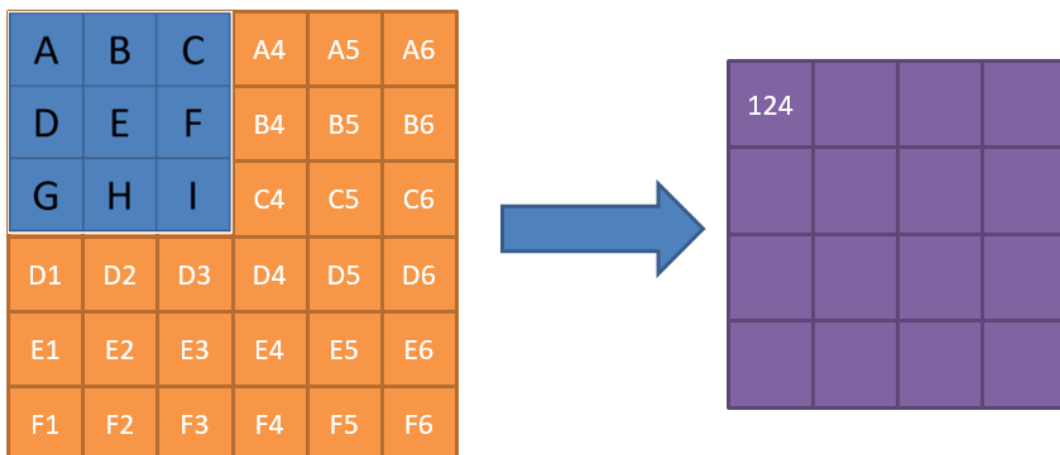 A B C A4 A5 A6
124
D E F B4 B5 B6
G H I C4 C5 C6
D1 D2 D3 D4 D5 D6
E1 E2 E3 E4 E5 E6
F1 F2 F3 F4 F5 F6